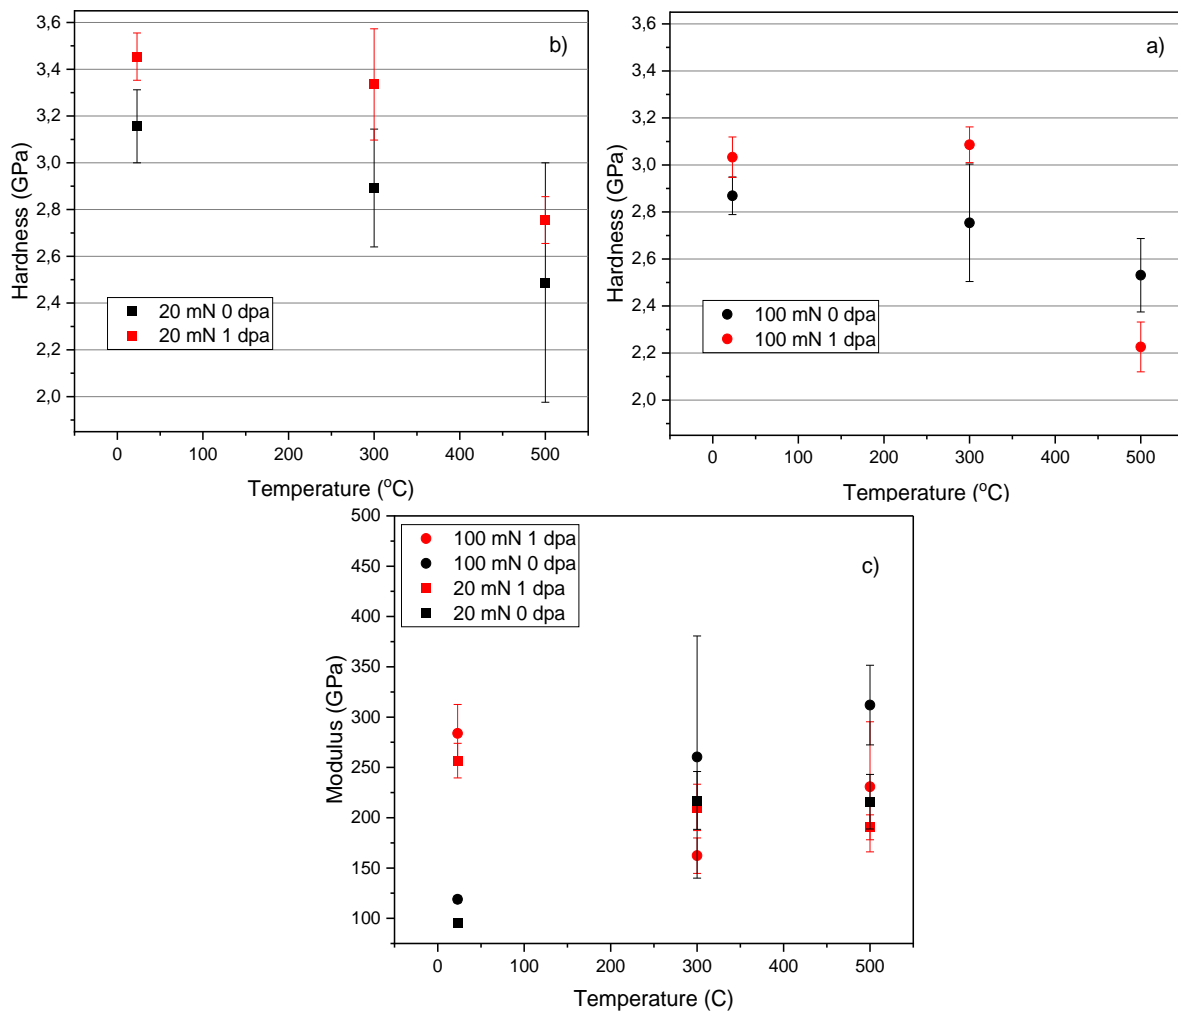 b)
3,6
3,4
3,2
3,0
2,8
2,6
2,4
2,2
2,0
Hardness (GPa)
20 mN 0 dpa
20 mN 1 dpa
0
100
200
300
400
500
Temperature (°C)
a)
3,6
3,4
3,2
3,0
2,8
2,6
2,4
2,2
2,0
Hardness (GPa)
100 mN 0 dpa
100 mN 1 dpa
0
100
200
300
400
500
Temperature (°C)
c)
500
450
400
350
300
250
200
150
100
Modulus (GPa)
100 mN 1 dpa
100 mN 0 dpa
20 mN 1 dpa
20 mN 0 dpa
0
100
200
300
400
500
Temperature (C)